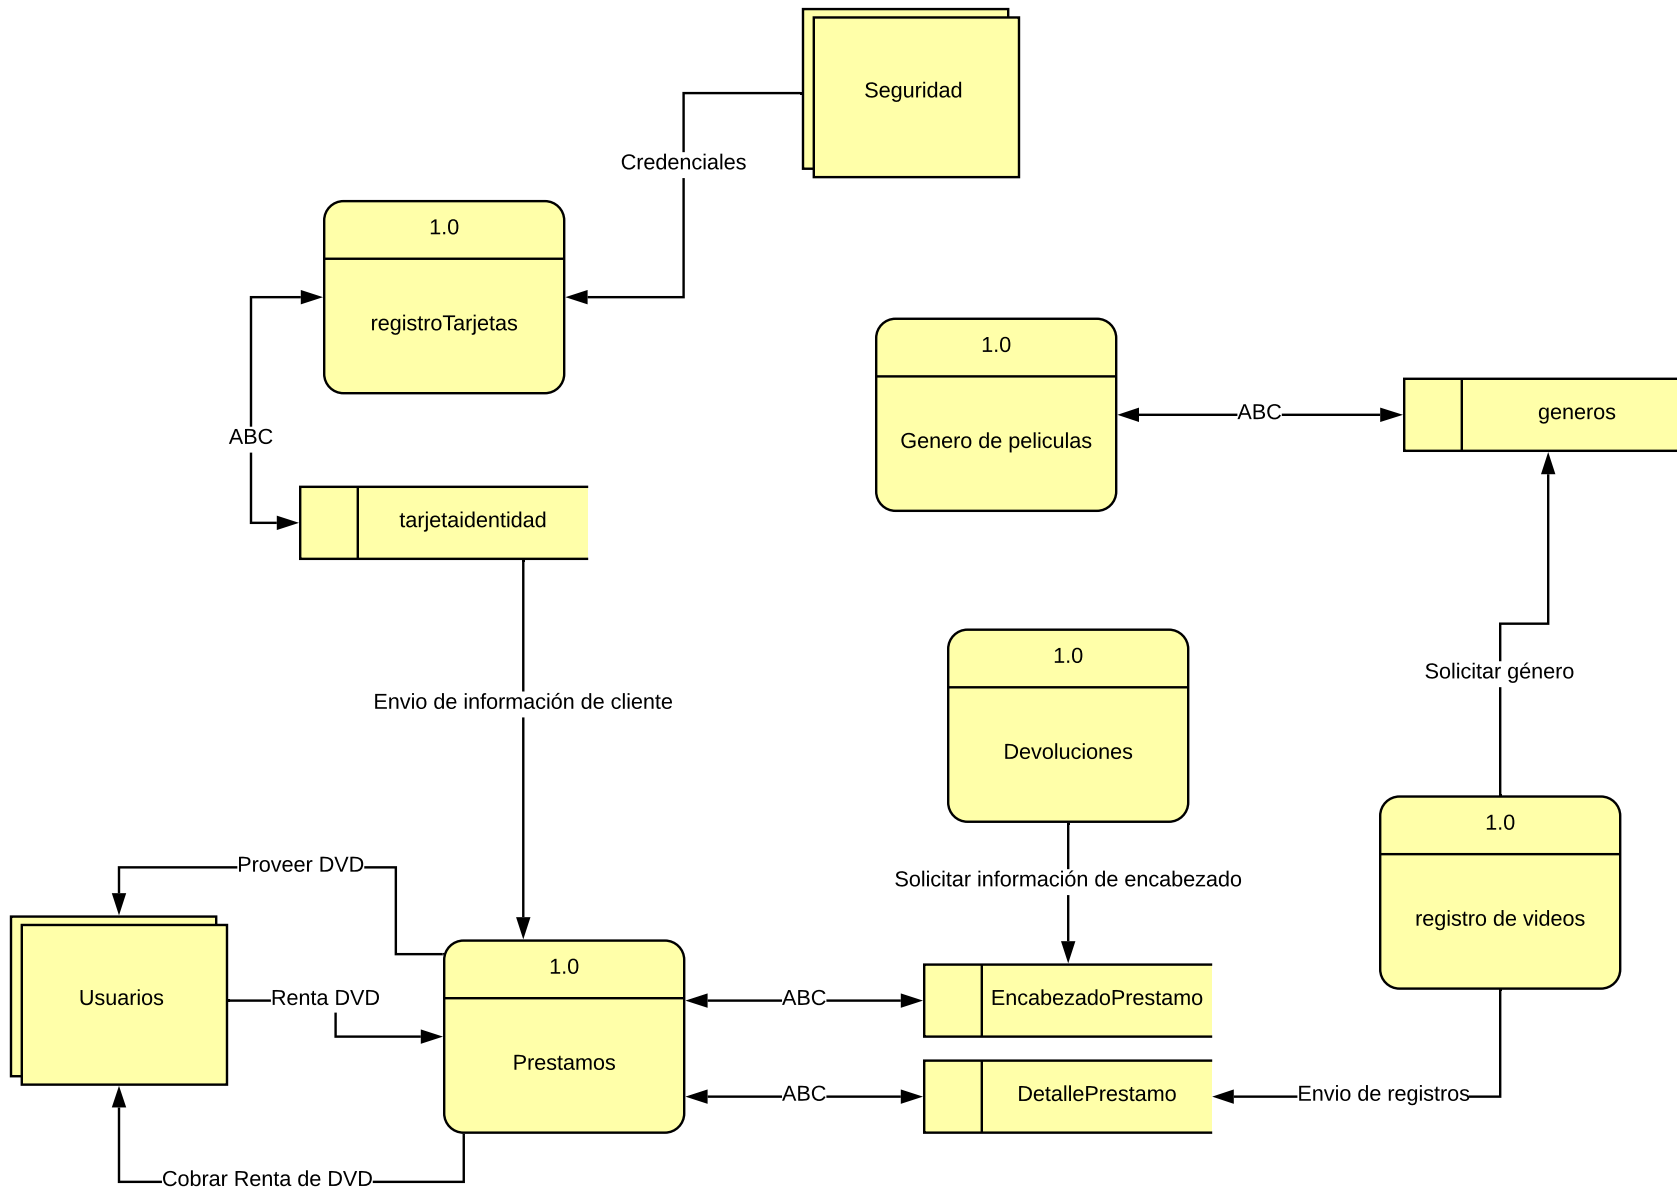 Seguridad
Credenciales
1.0
registroTarjetas
1.0
Genero de peliculas
ABC
generos
ABC
tarjetaidentidad
1.0
Devoluciones
Solicitar género
Envio de información de cliente
1.0
registro de videos
Proveer DVD
Solicitar información de encabezado
1.0
Prestamos
Usuarios
Renta DVD
ABC
EncabezadoPrestamo
ABC
DetallePrestamo
Envio de registros
Cobrar Renta de DVD